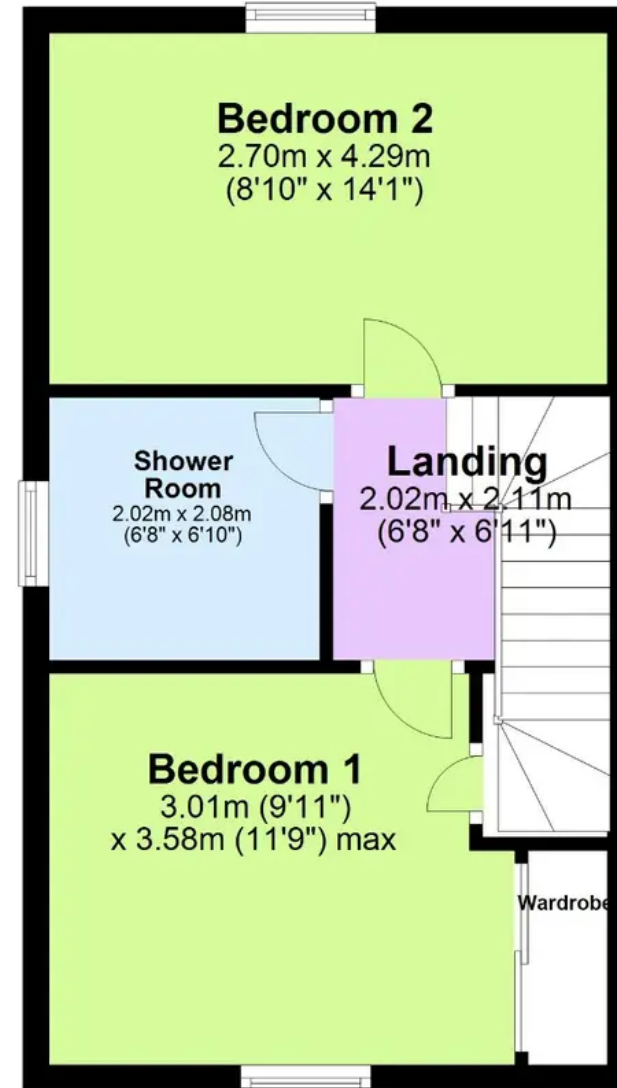 Bedroom 2
2.70m x 4.29m
(8'10" x 14'1")
Shower
Room
2.02m x 2.08m
(6'8" x 6'10")
Landing
2.02m x 2.11m
(6'8" x 6'11")
Bedroom 1
3.01m (9'11")
x 3.58m (11'9") max
Wardrobe